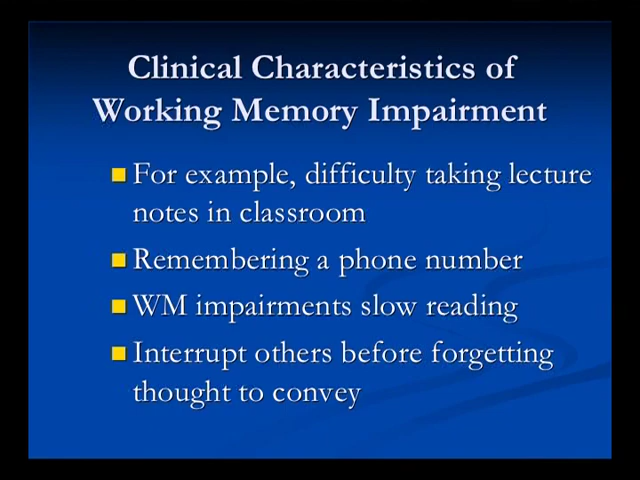 Clinical Characteristics of
Working Memory Impairment
For example, difficulty taking lecture
notes in classroom
Remembering a phone number
WM impairments slow reading
Interrupt others before forgetting
thought to convey